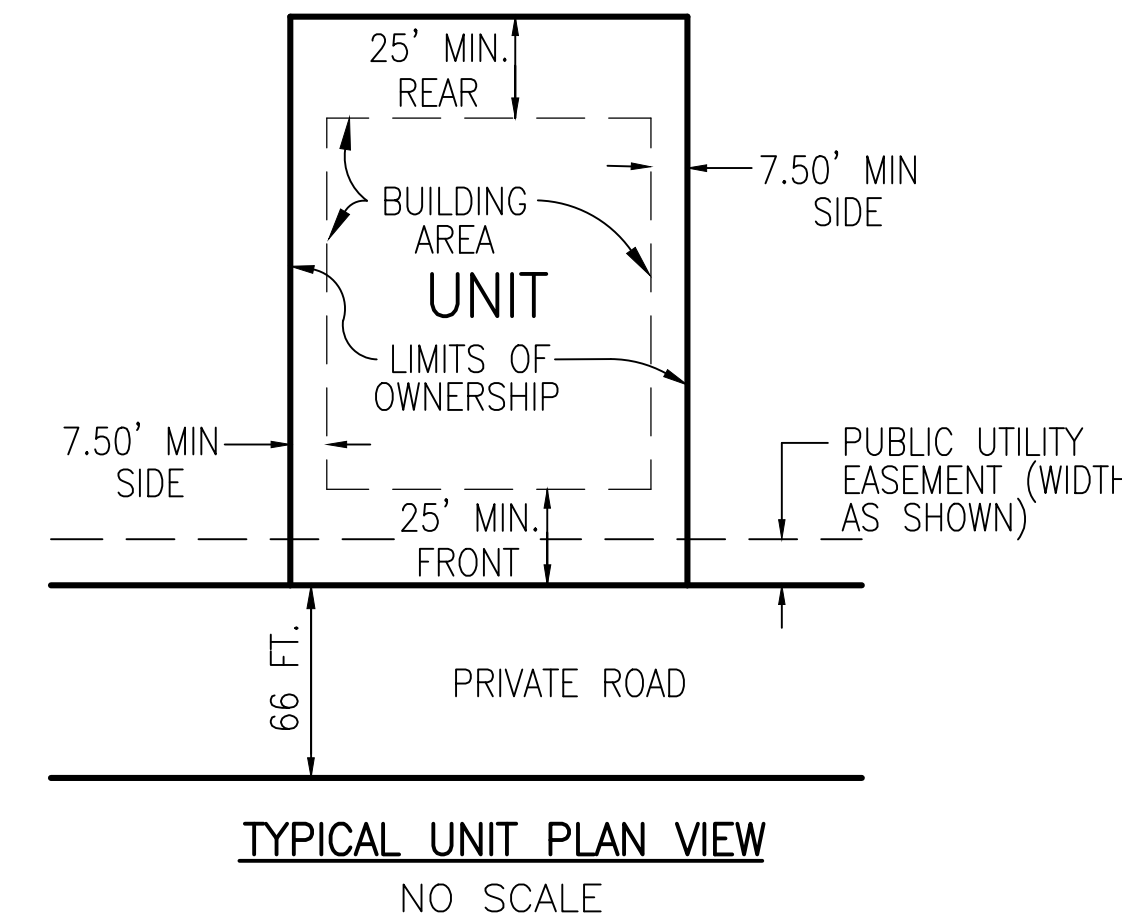 25' MIN.
REAR
7.50' MIN
SIDE
BUILDING
AREA
UNIT
LIMITS OF
OWNERSHIP
7.50' MIN
SIDE
PUBLIC UTILITY
EASEMENT (WIDTH
AS SHOWN)
25' MIN.
FRONT
66 FT.
PRIVATE ROAD
TYPICAL UNIT PLAN VIEW
NO SCALE